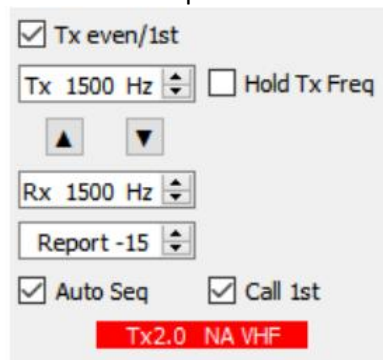 Tx even/1st
Tx 1500 Hz Hold Tx Freq
▲ ▼
Rx 1500 Hz
Report -15
Auto Seq Call 1st
Tx2.0 NA VHF